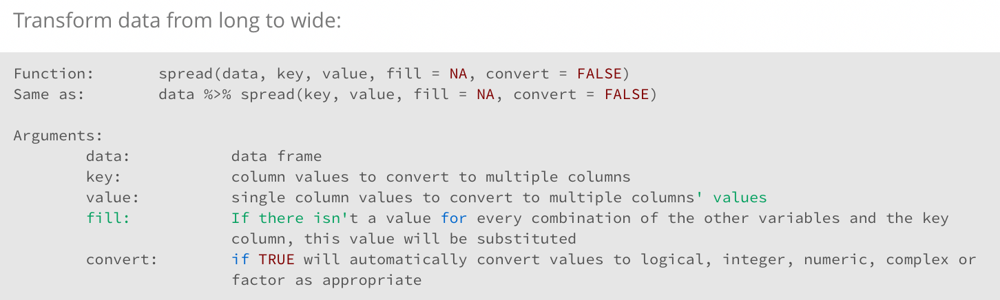 Transform data from long to wide:
Function:       spread(data, key, value, fill = NA, convert = FALSE)
Same as:        data %>% spread(key, value, fill = NA, convert = FALSE)
Arguments:
        data:           data frame
        key:            column values to convert to multiple columns
        value:          single column values to convert to multiple columns' values
        fill:           If there isn't a value for every combination of the other variables and the key
                        column, this value will be substituted
        convert:        if TRUE will automatically convert values to logical, integer, numeric, complex or
                        factor as appropriate